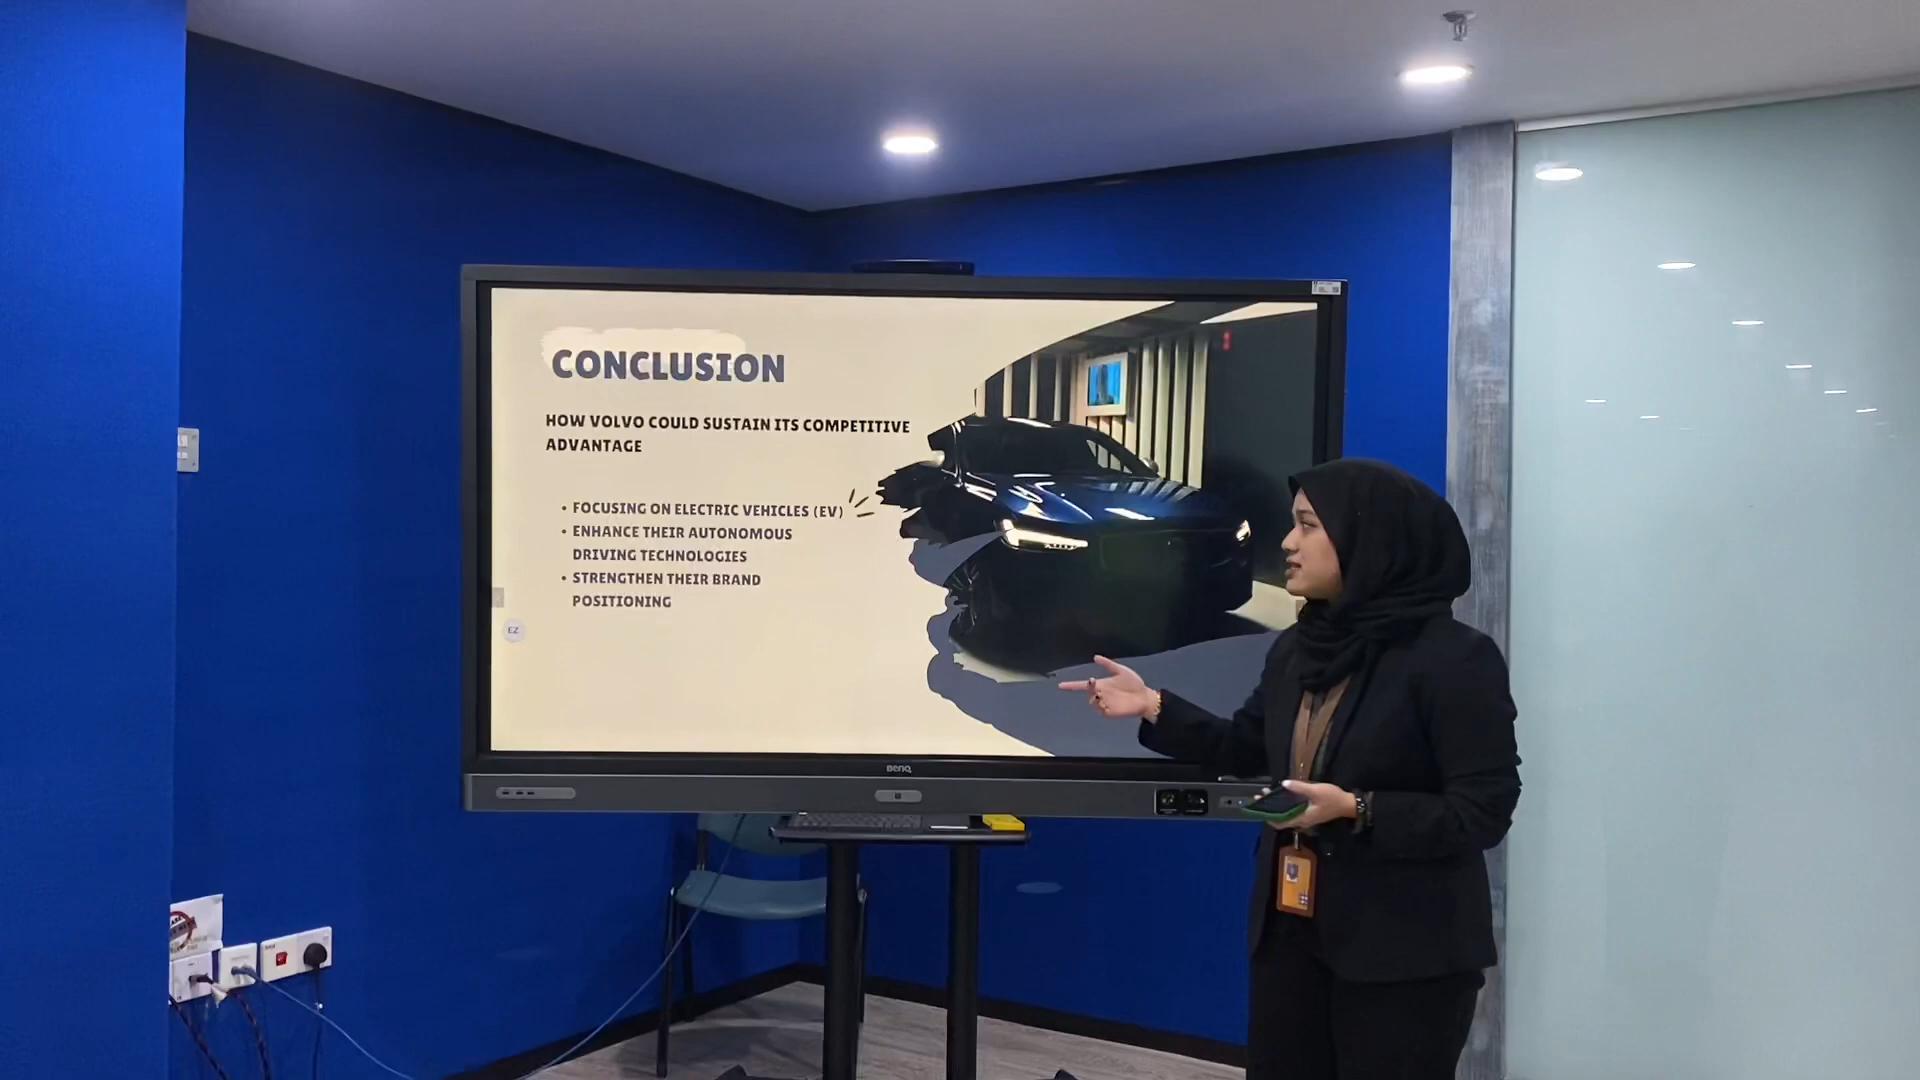 CONCLUSION
HOW VOLVO COULD SUSTAIN ITS COMPETITIVE
ADVANTAGE
• FOCUSING ON ELECTRIC VEHICLES (EV)
• ENHANCE THEIR AUTONOMOUS
DRIVING TECHNOLOGIES
• STRENGTHEN THEIR BRAND
POSITIONING
EZ
BenQ